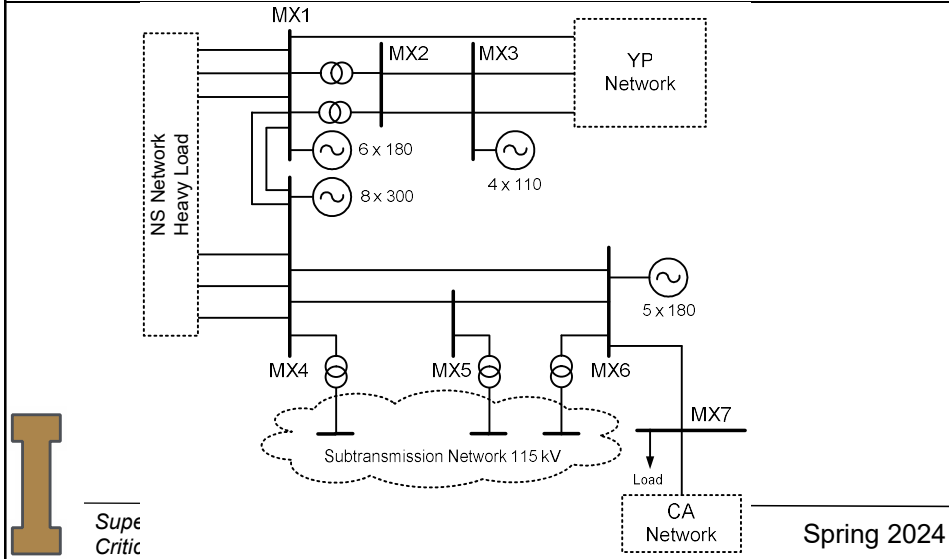 MX1
MX2
MX3
YP
Network
NS Network
Heavy Load
6 x 180
4 x 110
8 x 300
5 x 180
MX4
MX5
MX6
MX7
Subtransmission Network 115 kV
Load
CA
Network
Spring 2024